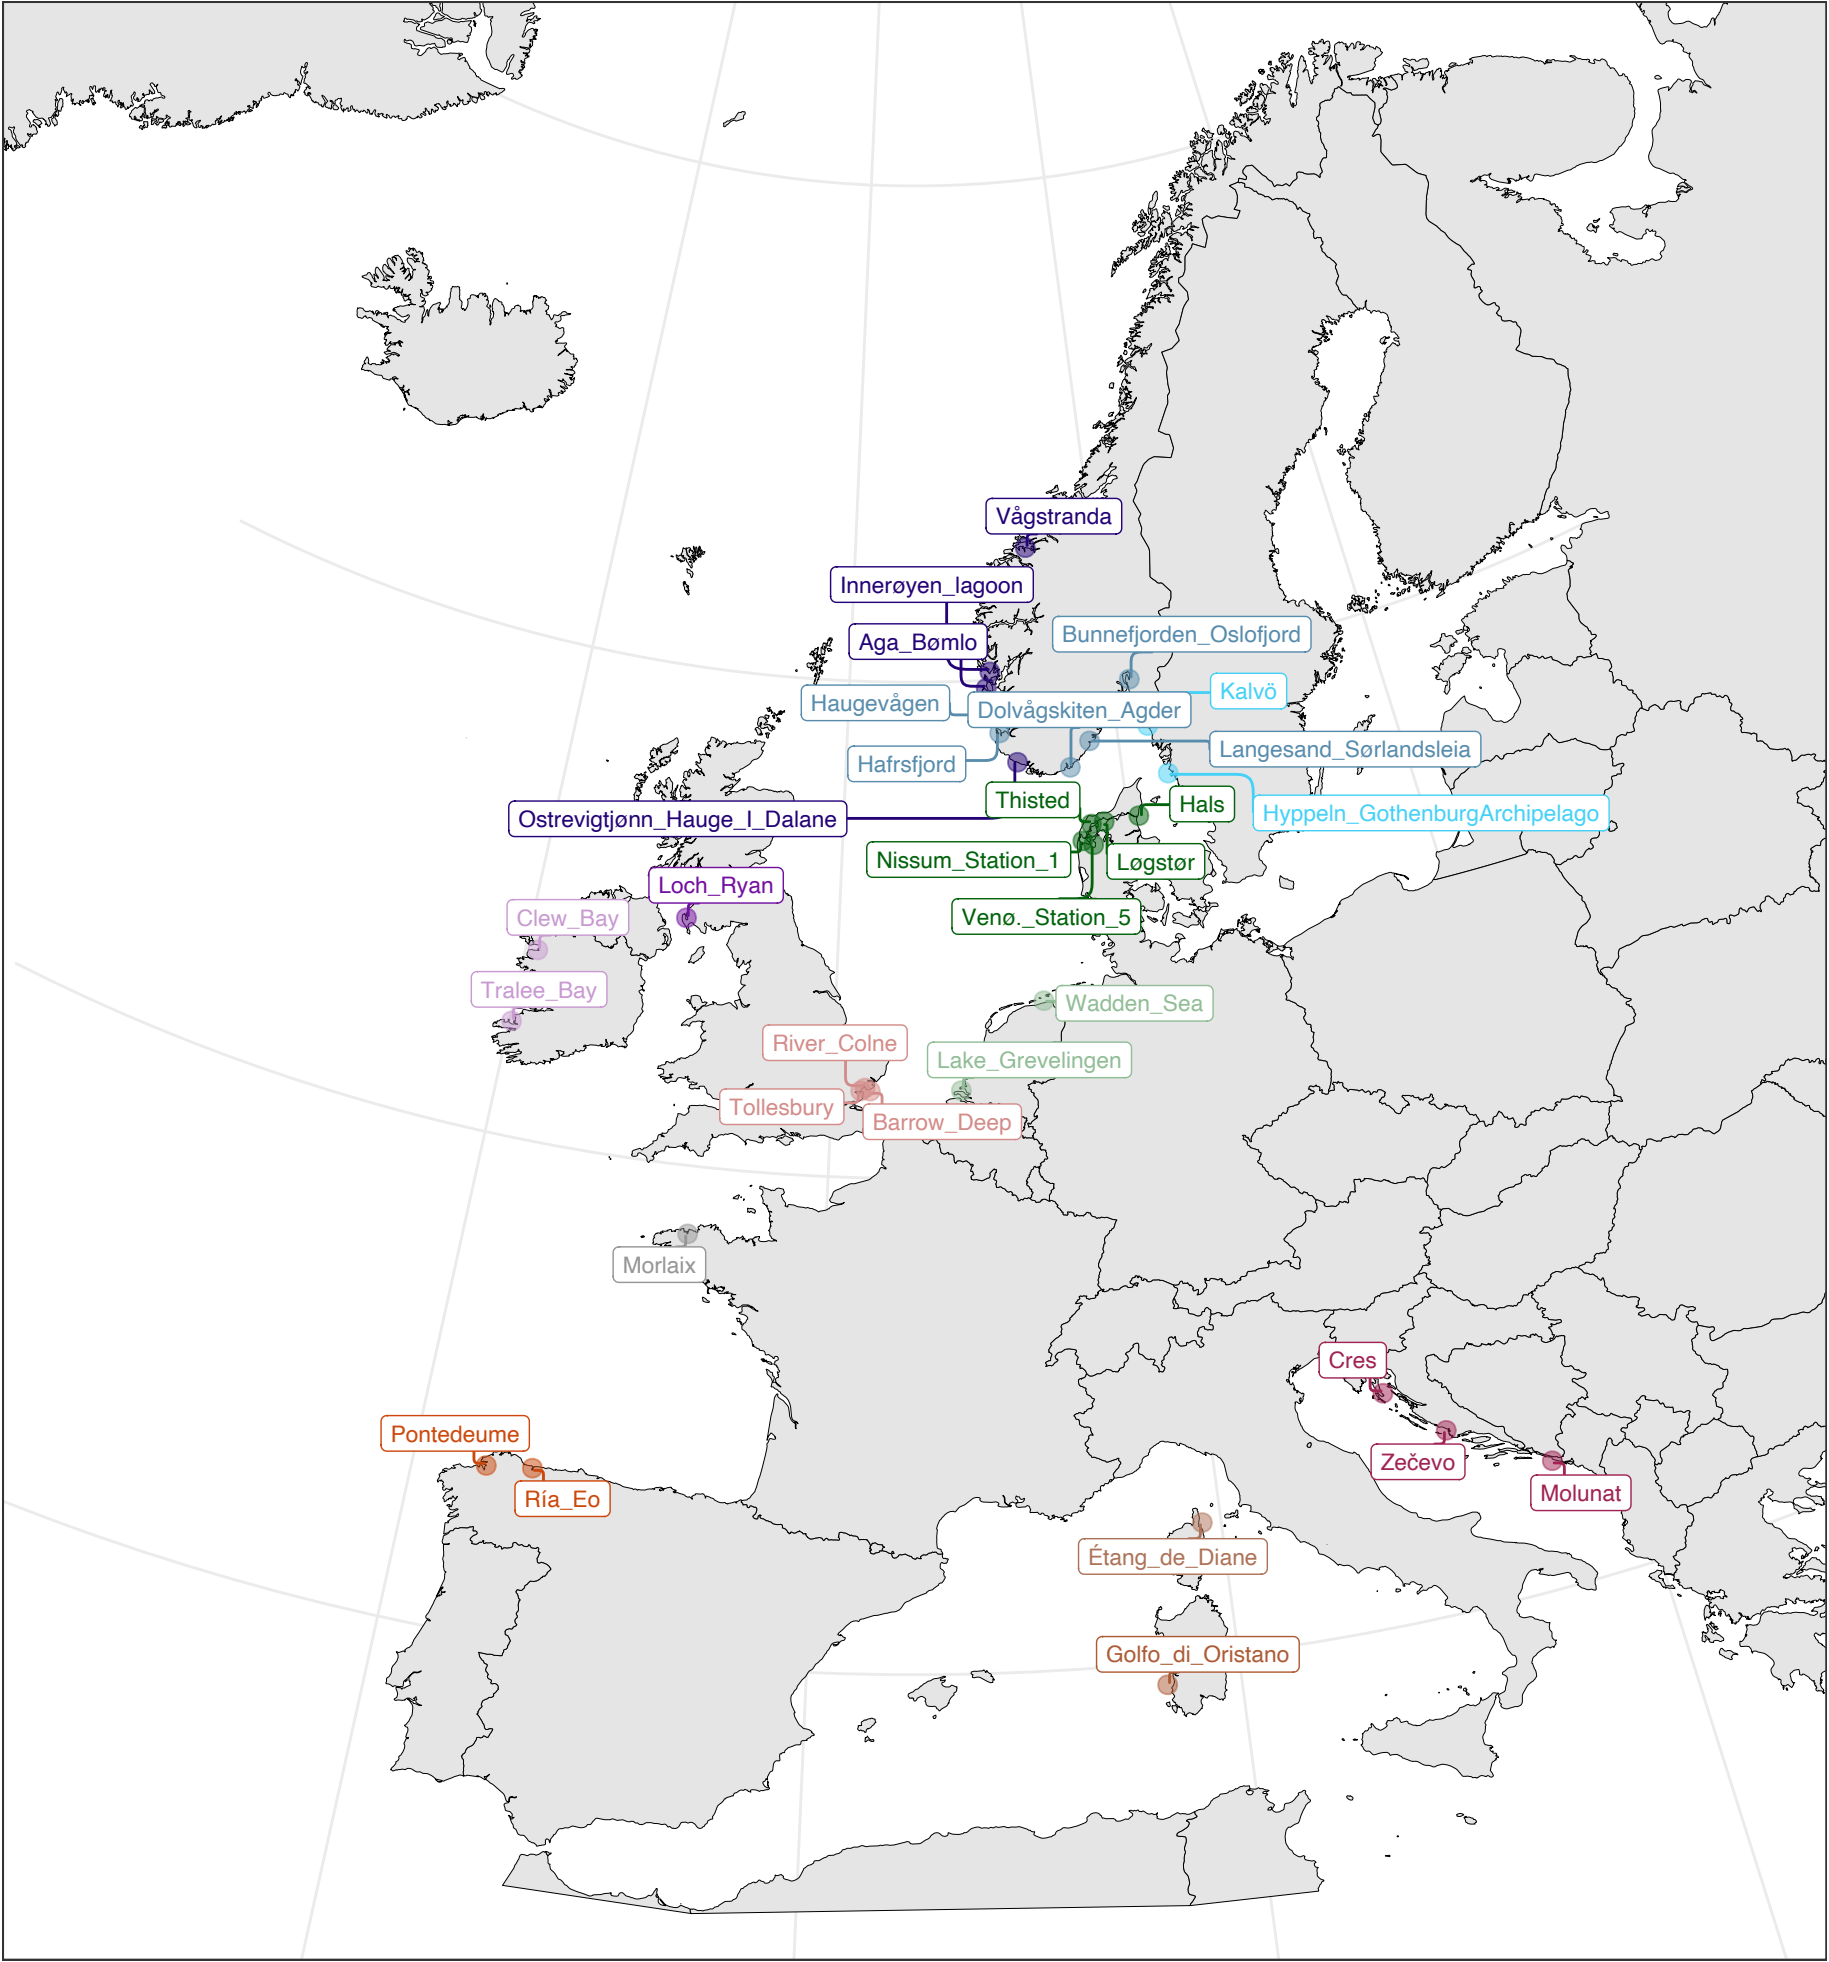 Vågstranda
Innerøyen_lagoon
Bunnefjorden_Oslofjord
Aga_Bømlo
Kalvö
Haugevågen
Dolvågskiten_Agder
Langesand_Sørlandsleia
Hafrsfjord
Thisted
Hals
Ostrevigtjønn_Hauge_I_Dalane
Hyppeln_GothenburgArchipelago
Nissum_Station_1
Løgstør
Loch_Ryan
Clew_Bay
Venø._Station_5
Tralee_Bay
Wadden_Sea
River_Colne
Lake_Grevelingen
Tollesbury
Barrow_Deep
Morlaix
Cres
Pontedeume
Zečevo
Ría_Eo
Molunat
Étang_de_Diane
Golfo_di_Oristano